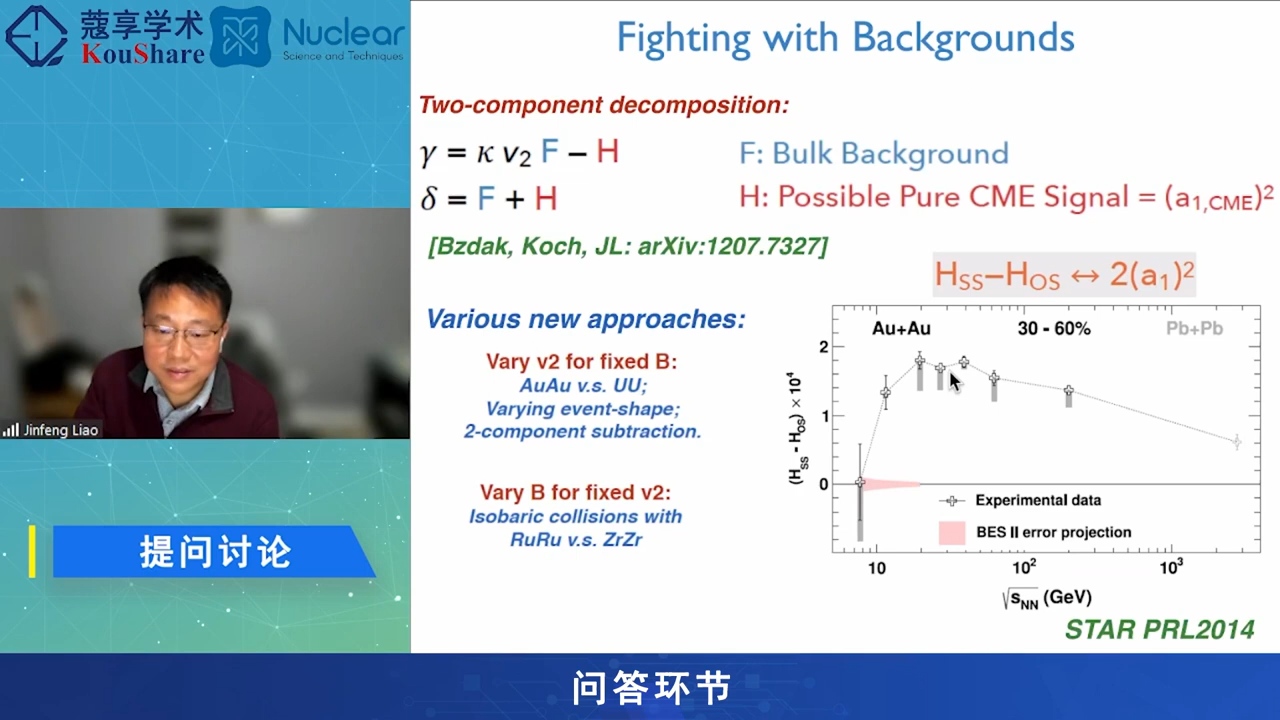 蔻享学术
KouShare
Nuclear
Science and Techniques
Jinfeng Liao
提问讨论
Fighting with Backgrounds
Two-component decomposition:
γ = κ v₂ F − H
F: Bulk Background
δ = F + H
H: Possible Pure CME Signal = (a₁,CME)²
[Bzdak, Koch, JL: arXiv:1207.7327]
H_SS−H_OS ↔ 2(a₁)²
Various new approaches:
Vary v2 for fixed B:
AuAu v.s. UU;
Varying event-shape;
2-component subtraction.
Vary B for fixed v2:
Isobaric collisions with
RuRu v.s. ZrZr
Au+Au
30 - 60%
Pb+Pb
(H_SS - H_OS) × 10⁴
2
1
0
Experimental data
BES II error projection
10
10²
10³
√s_NN (GeV)
STAR PRL2014
问答环节